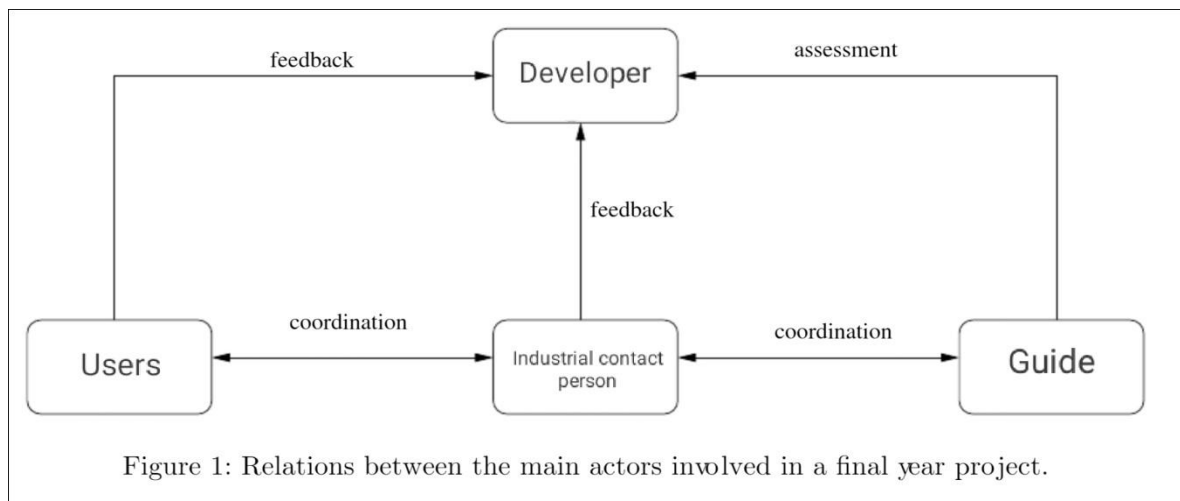 feedback
Developer
assessment
feedback
coordination
coordination
Users
Industrial contact
person
Guide
Figure 1: Relations between the main actors involved in a final year project.